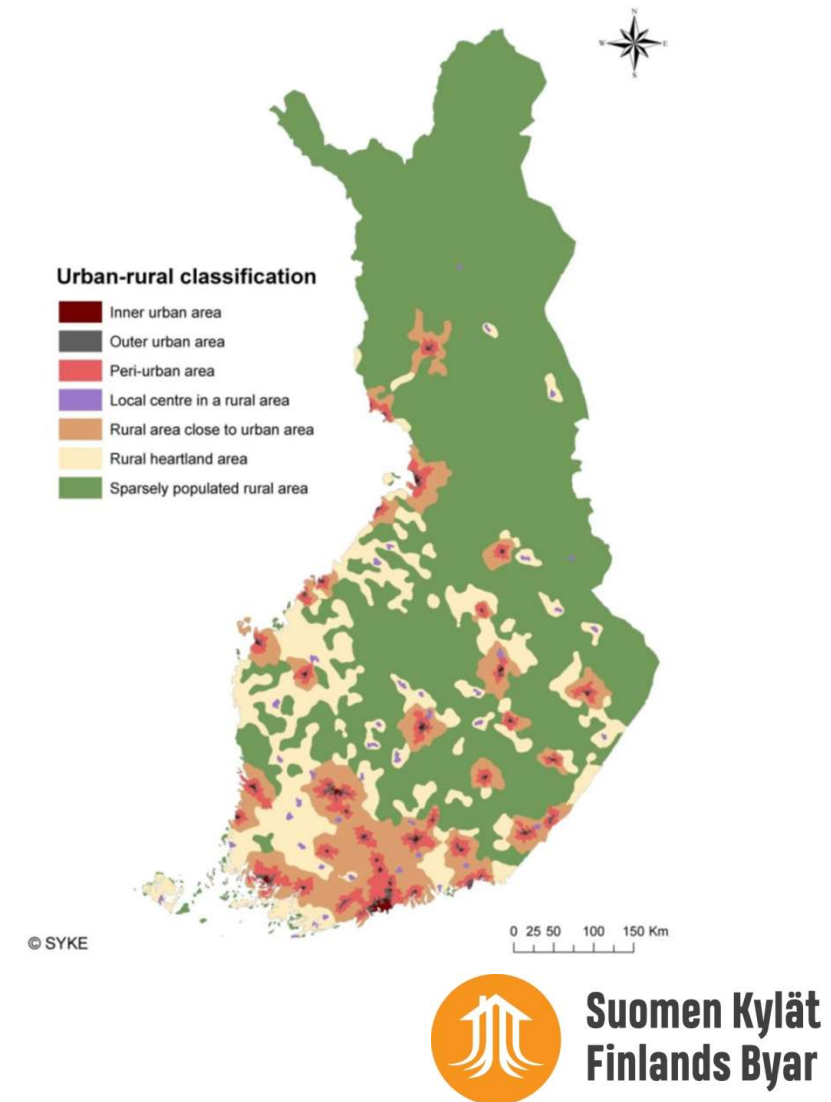 N
W
E
S
Urban-rural classification
Inner urban area
Outer urban area
Peri-urban area
Local centre in a rural area
Rural area close to urban area
Rural heartland area
Sparsely populated rural area
© SYKE
0 25 50 100 150 Km
Suomen Kylät
Finlands Byar